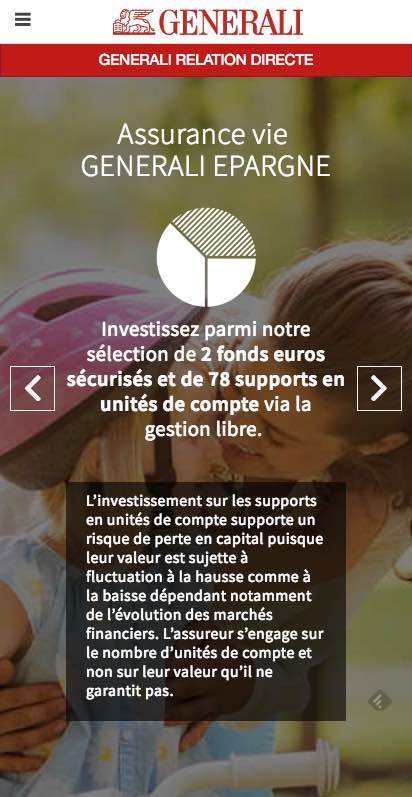 GENERALI
GENERALI RELATION DIRECTE
Assurance vie
GENERALI EPARGNE
Investissez parmi notre
sélection de 2 fonds euros
sécurisés et de 78 supports en
unités de compte via la
gestion libre.
L’investissement sur les supports
en unités de compte supporte un
risque de perte en capital puisque
leur valeur est sujette à
fluctuation à la hausse comme à
la baisse dépendant notamment
de l’évolution des marchés
financiers. L’assureur s’engage sur
le nombre d’unités de compte et
non sur leur valeur qu’il ne
garantit pas.